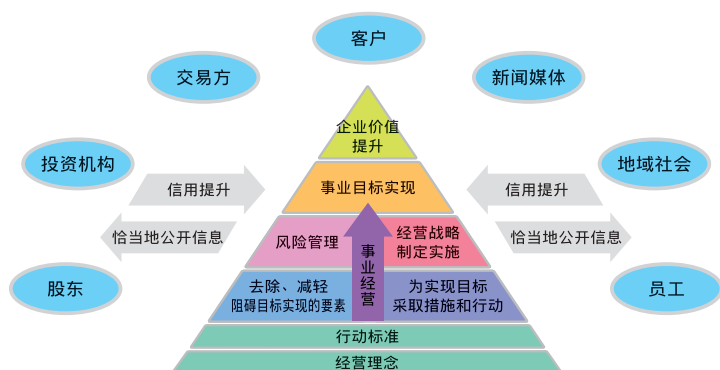 客户
交易方
新闻媒体
投资机构
地域社会
股东
员工
信用提升
恰当地公开信息
信用提升
恰当地公开信息
企业价值
提升
事业目标实现
风险管理
经营战略
制定实施
事业经营
去除、减轻
阻碍目标实现的要素
为实现目标
采取措施和行动
行动标准
经营理念